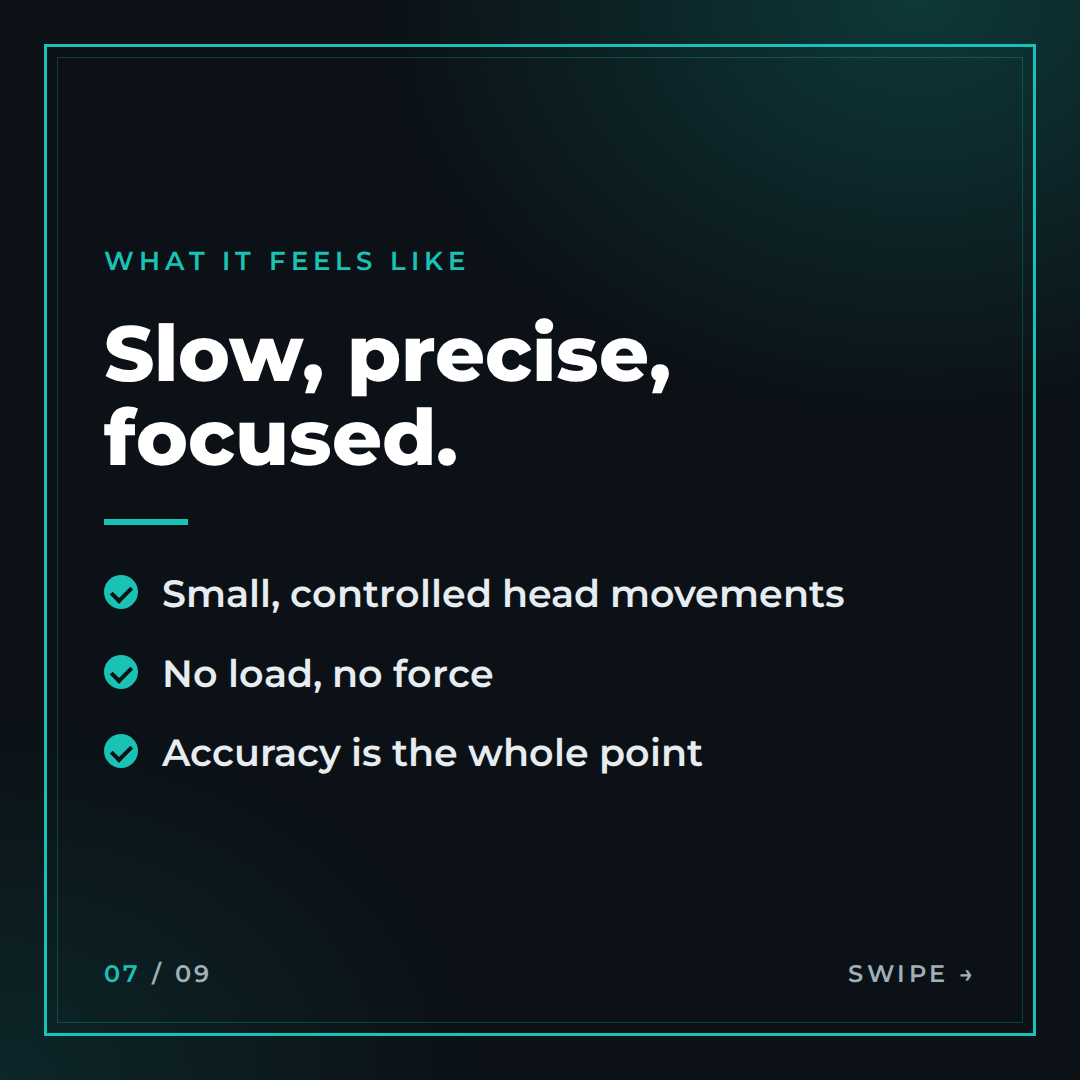 WHAT IT FEELS LIKE
Slow, precise,
focused.
Small, controlled head movements
No load, no force
Accuracy is the whole point
07 / 09
SWIPE →